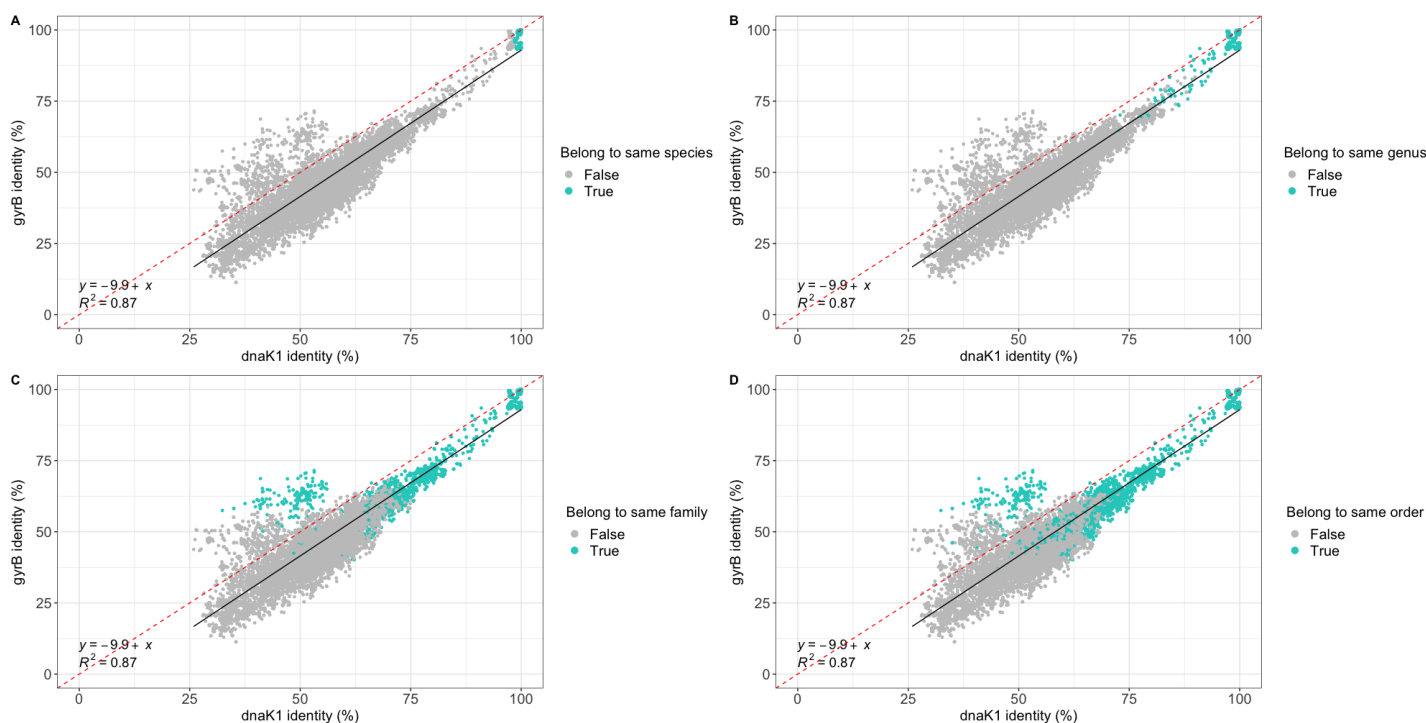 A
gyrB identity (%)
100
75
50
25
0
y = −9.9 + x
R² = 0.87
0 25 50 75 100
dnaK1 identity (%)
Belong to same species
False
True
B
gyrB identity (%)
100
75
50
25
0
y = −9.9 + x
R² = 0.87
0 25 50 75 100
dnaK1 identity (%)
Belong to same genus
False
True
C
gyrB identity (%)
100
75
50
25
0
y = −9.9 + x
R² = 0.87
0 25 50 75 100
dnaK1 identity (%)
Belong to same family
False
True
D
gyrB identity (%)
100
75
50
25
0
y = −9.9 + x
R² = 0.87
0 25 50 75 100
dnaK1 identity (%)
Belong to same order
False
True